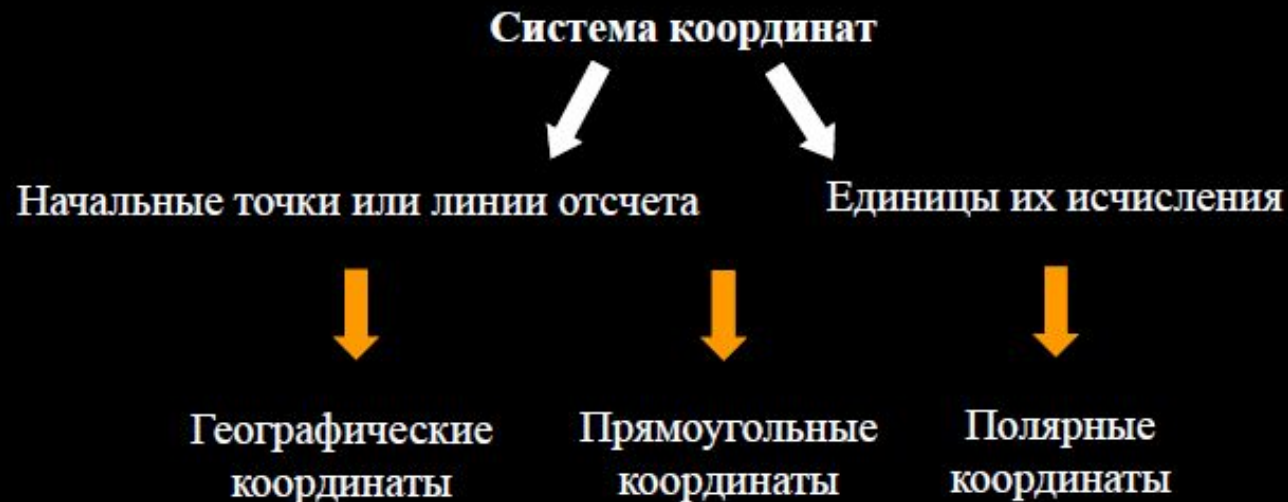 Система координат
Начальные точки или линии отсчета
Единицы их исчисления
Географические
координаты
Прямоугольные
координаты
Полярные
координаты